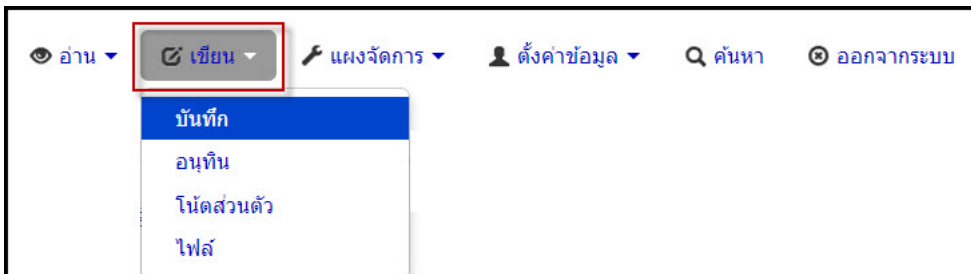 อ่าน เขียน แผงจัดการ ตั้งค่าข้อมูล ค้นหา ออกจากระบบ
บันทึก
อนุทิน
โน้ตส่วนตัว
ไฟล์